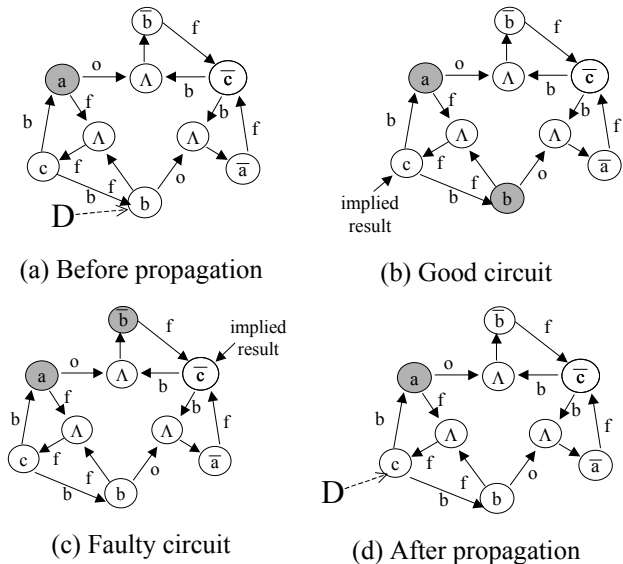 b̅ f
a o Λ b c̅
b f b
Λ Λ f
c f f o a̅
b b
D
(a) Before propagation
b̅ f
a o Λ b c̅
b f b
Λ Λ f
c f f o a̅
b b
implied
result
(b) Good circuit
b̅ f
implied
result
a o Λ b c̅
b f b
Λ Λ f
c f f o a̅
b b
(c) Faulty circuit
b̅ f
a o Λ b c̅
b f b
Λ Λ f
c f f o a̅
b b
D
(d) After propagation